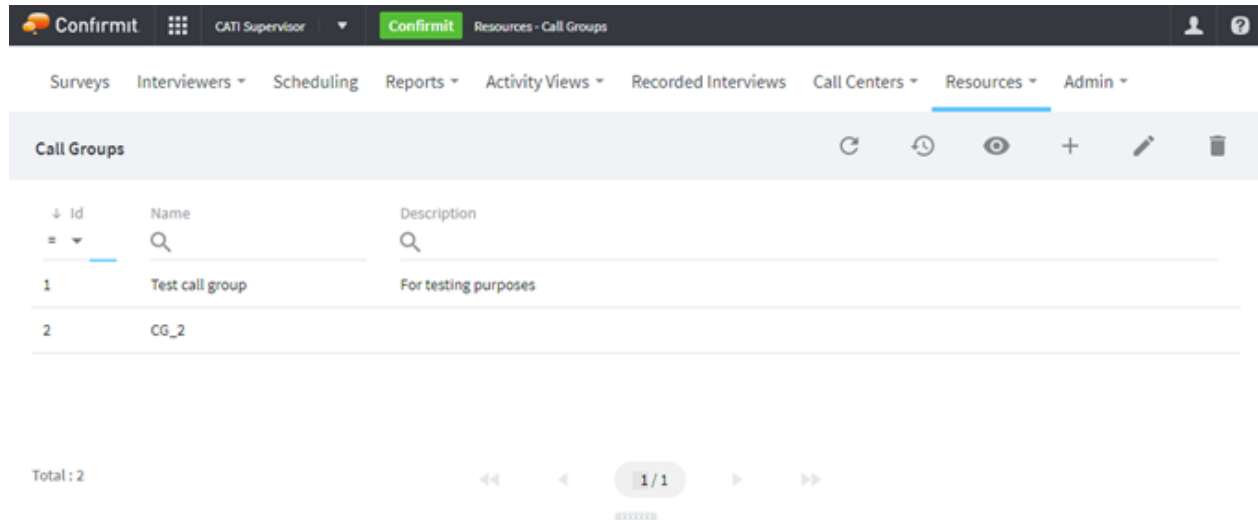 Confirmit CATI Supervisor Confirmit Resources - Call Groups
Surveys Interviewers Scheduling Reports Activity Views Recorded Interviews Call Centers Resources Admin
Call Groups
Id Name Description
=
1 Test call group For testing purposes
2 CG_2
Total : 2 1 / 1